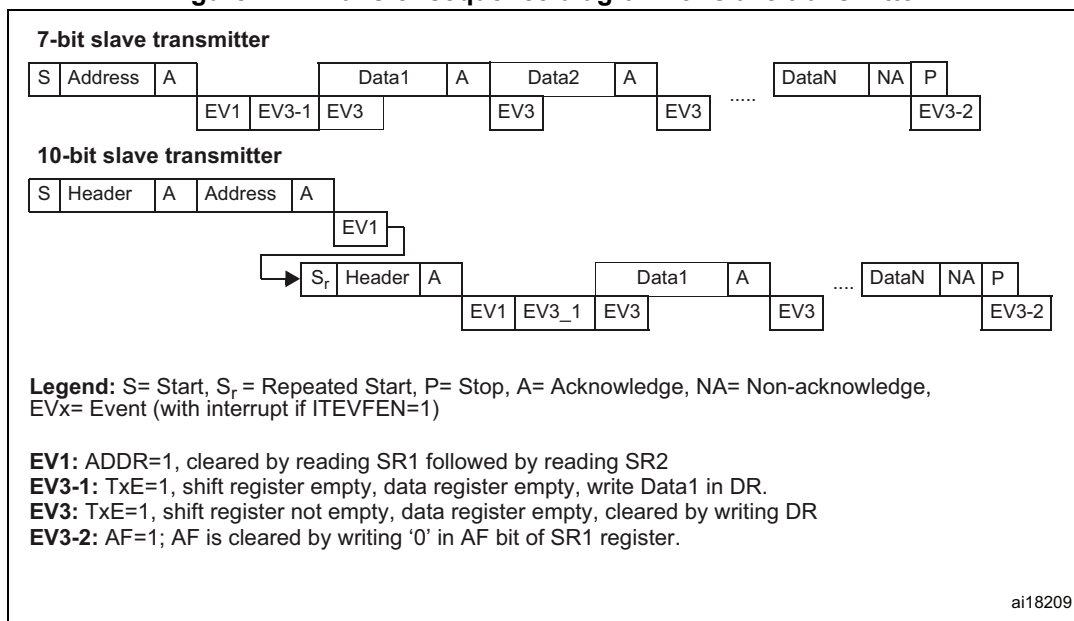 7-bit slave transmitter
S Address A Data1 A Data2 A ..... DataN NA P
EV1 EV3-1 EV3 EV3 EV3 EV3-2
10-bit slave transmitter
S Header A Address A
EV1
Sr Header A Data1 A .... DataN NA P
EV1 EV3_1 EV3 EV3 EV3-2
Legend: S= Start, Sr = Repeated Start, P= Stop, A= Acknowledge, NA= Non-acknowledge,
EVx= Event (with interrupt if ITEVFEN=1)
EV1: ADDR=1, cleared by reading SR1 followed by reading SR2
EV3-1: TxE=1, shift register empty, data register empty, write Data1 in DR.
EV3: TxE=1, shift register not empty, data register empty, cleared by writing DR
EV3-2: AF=1; AF is cleared by writing ‘0’ in AF bit of SR1 register.
ai18209